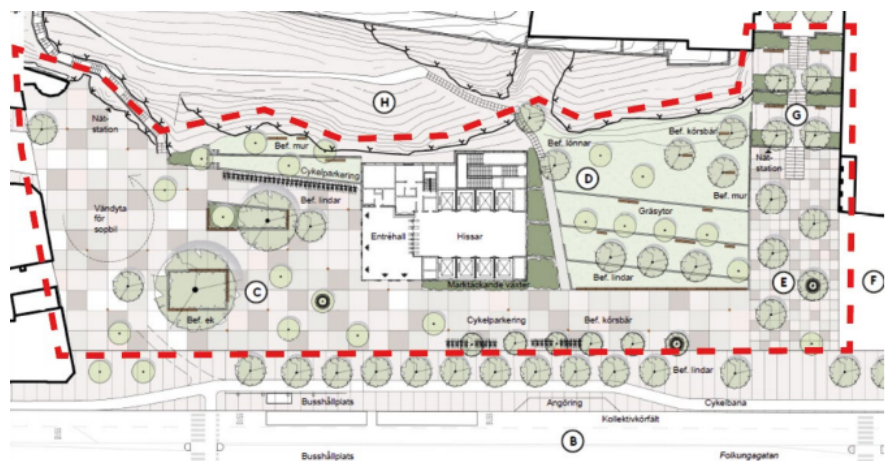 H
G
Nät-
station
Bef. mur
Cykelparkering
Bef. lönnar
Bef. körsbär
Nät-
station
D
Bef. mur
Vändyta
för
sopbil
Bef. lindar
Gräsytor
Entréhall
Hissar
C
Bef. lindar
E
F
Marktäckande växter
Bef. ek
Cykelparkering
Bef. körsbär
Bef. lindar
Busshållplats
Angöring
Cykelbana
Kollektivkörfält
B
Busshållplats
Folkungagatan